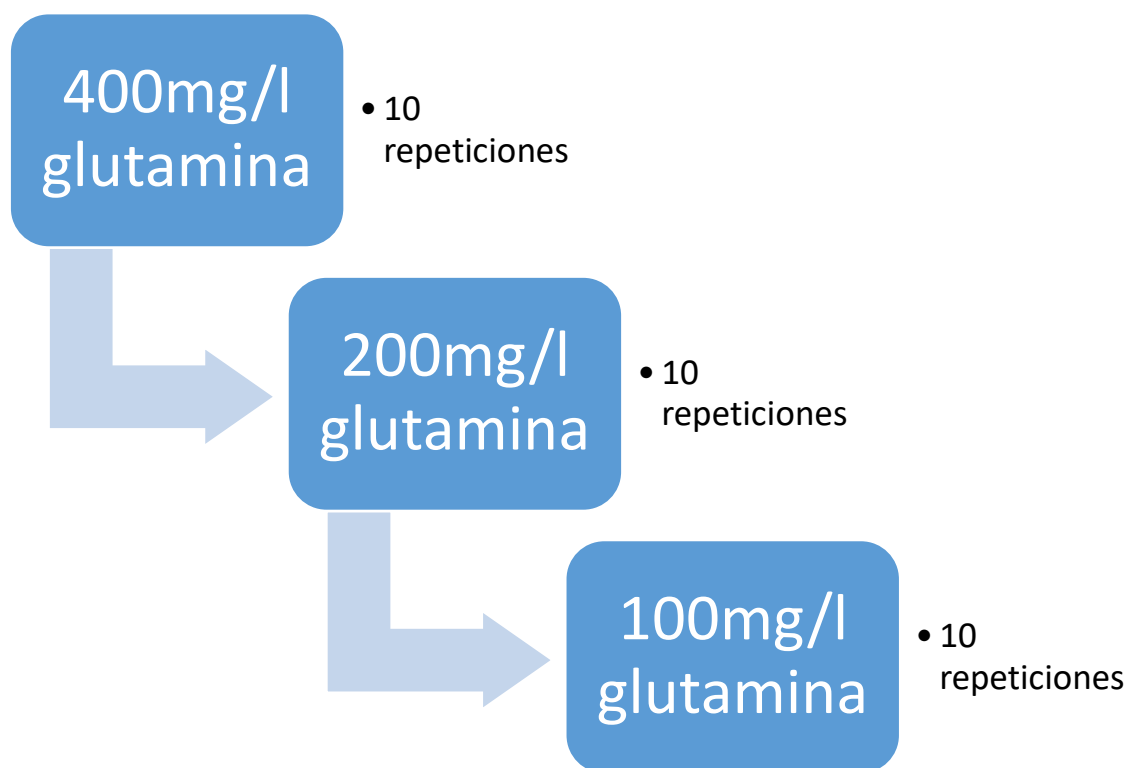 400mg/l
glutamina
• 10
repeticiones
200mg/l
glutamina
• 10
repeticiones
100mg/l
glutamina
• 10
repeticiones